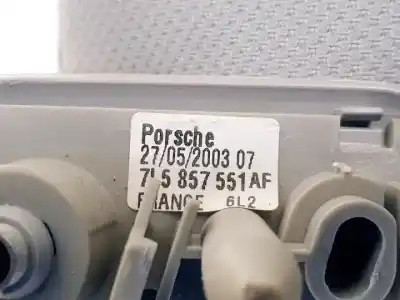 Porsche
27/05/2003 07
7L5 857 551AF
FRANCE 6L2